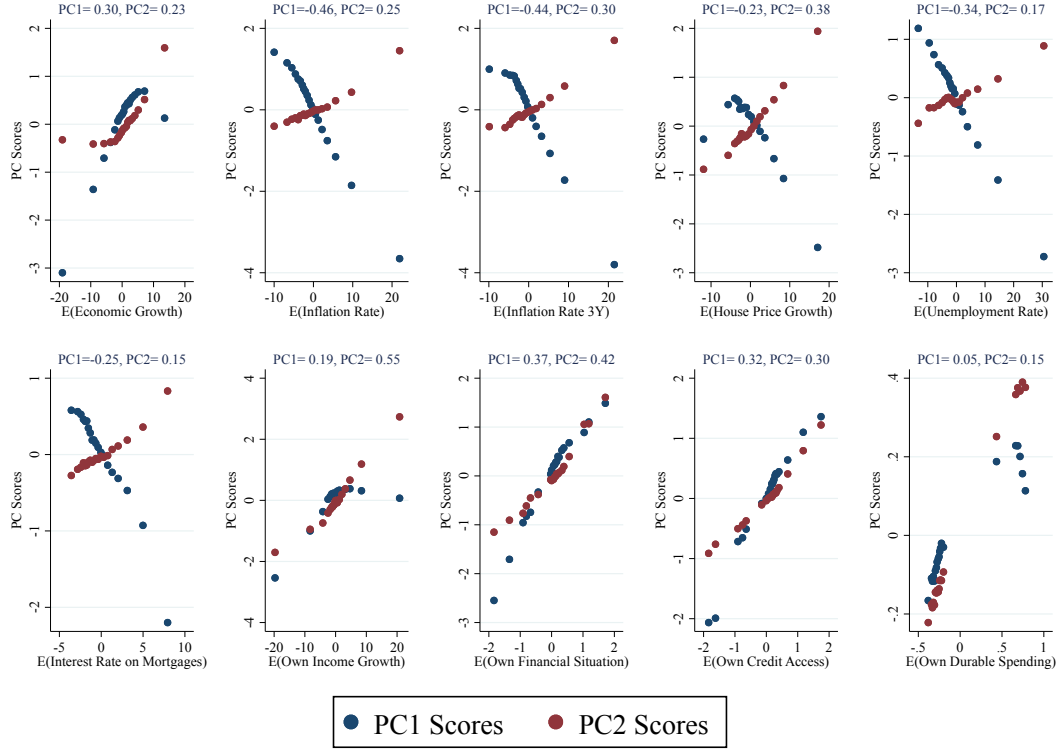 PC1= 0.30, PC2= 0.23
PC Scores
2
1
0
-1
-2
-3
-20 -10 0 10 20
E(Economic Growth)
PC1=-0.46, PC2= 0.25
PC Scores
2
0
-2
-4
-10 0 10 20
E(Inflation Rate)
PC1=-0.44, PC2= 0.30
PC Scores
2
0
-2
-4
-10 0 10 20
E(Inflation Rate 3Y)
PC1=-0.23, PC2= 0.38
PC Scores
2
1
0
-1
-2
-3
-10 0 10 20
E(House Price Growth)
PC1=-0.34, PC2= 0.17
PC Scores
1
0
-1
-2
-3
-10 0 10 20 30
E(Unemployment Rate)
PC1=-0.25, PC2= 0.15
PC Scores
1
0
-1
-2
-5 0 5 10
E(Interest Rate on Mortgages)
PC1= 0.19, PC2= 0.55
PC Scores
4
2
0
-2
-4
-20 -10 0 10 20
E(Own Income Growth)
PC1= 0.37, PC2= 0.42
PC Scores
2
1
0
-1
-2
-3
-2 -1 0 1 2
E(Own Financial Situation)
PC1= 0.32, PC2= 0.30
PC Scores
2
1
0
-1
-2
-2 -1 0 1 2
E(Own Credit Access)
PC1= 0.05, PC2= 0.15
PC Scores
.4
.2
0
-.2
-.5 0 .5 1
E(Own Durable Spending)
PC1 Scores PC2 Scores